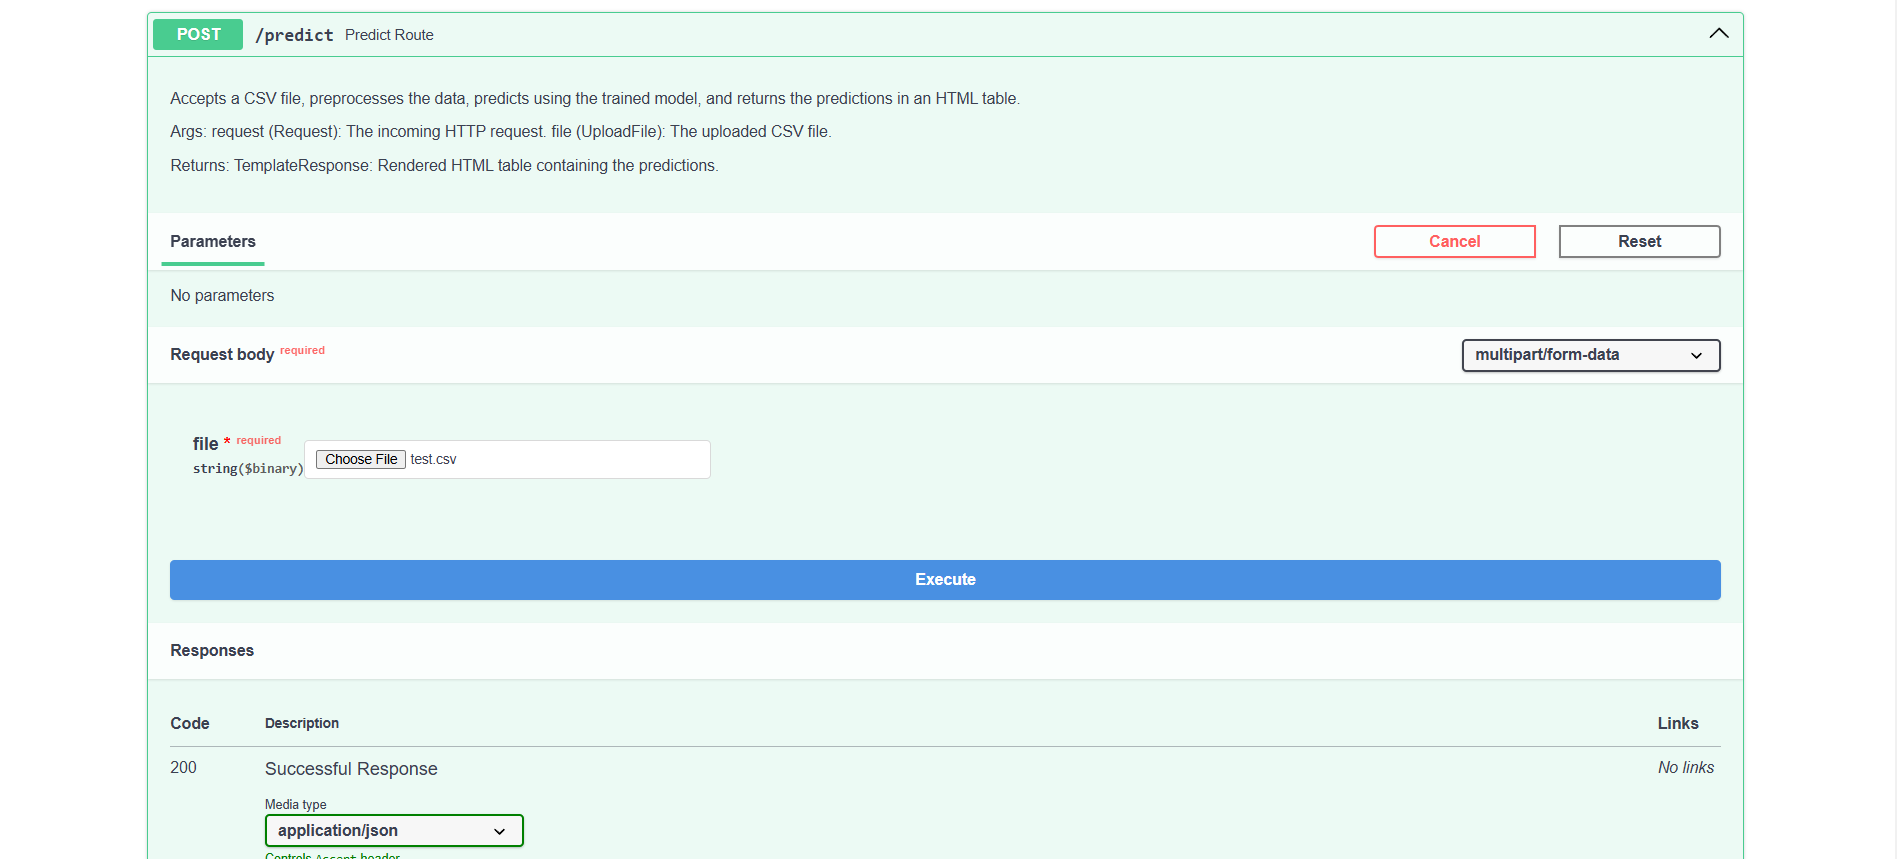 POST /predict Predict Route
Accepts a CSV file, preprocesses the data, predicts using the trained model, and returns the predictions in an HTML table.
Args: request (Request): The incoming HTTP request. file (UploadFile): The uploaded CSV file.
Returns: TemplateResponse: Rendered HTML table containing the predictions.
Parameters Cancel Reset
No parameters
Request body required multipart/form-data
file * required
string($binary) Choose File test.csv
Execute
Responses
Code Description Links
200 Successful Response No links
Media type
application/json
Controls Accept header